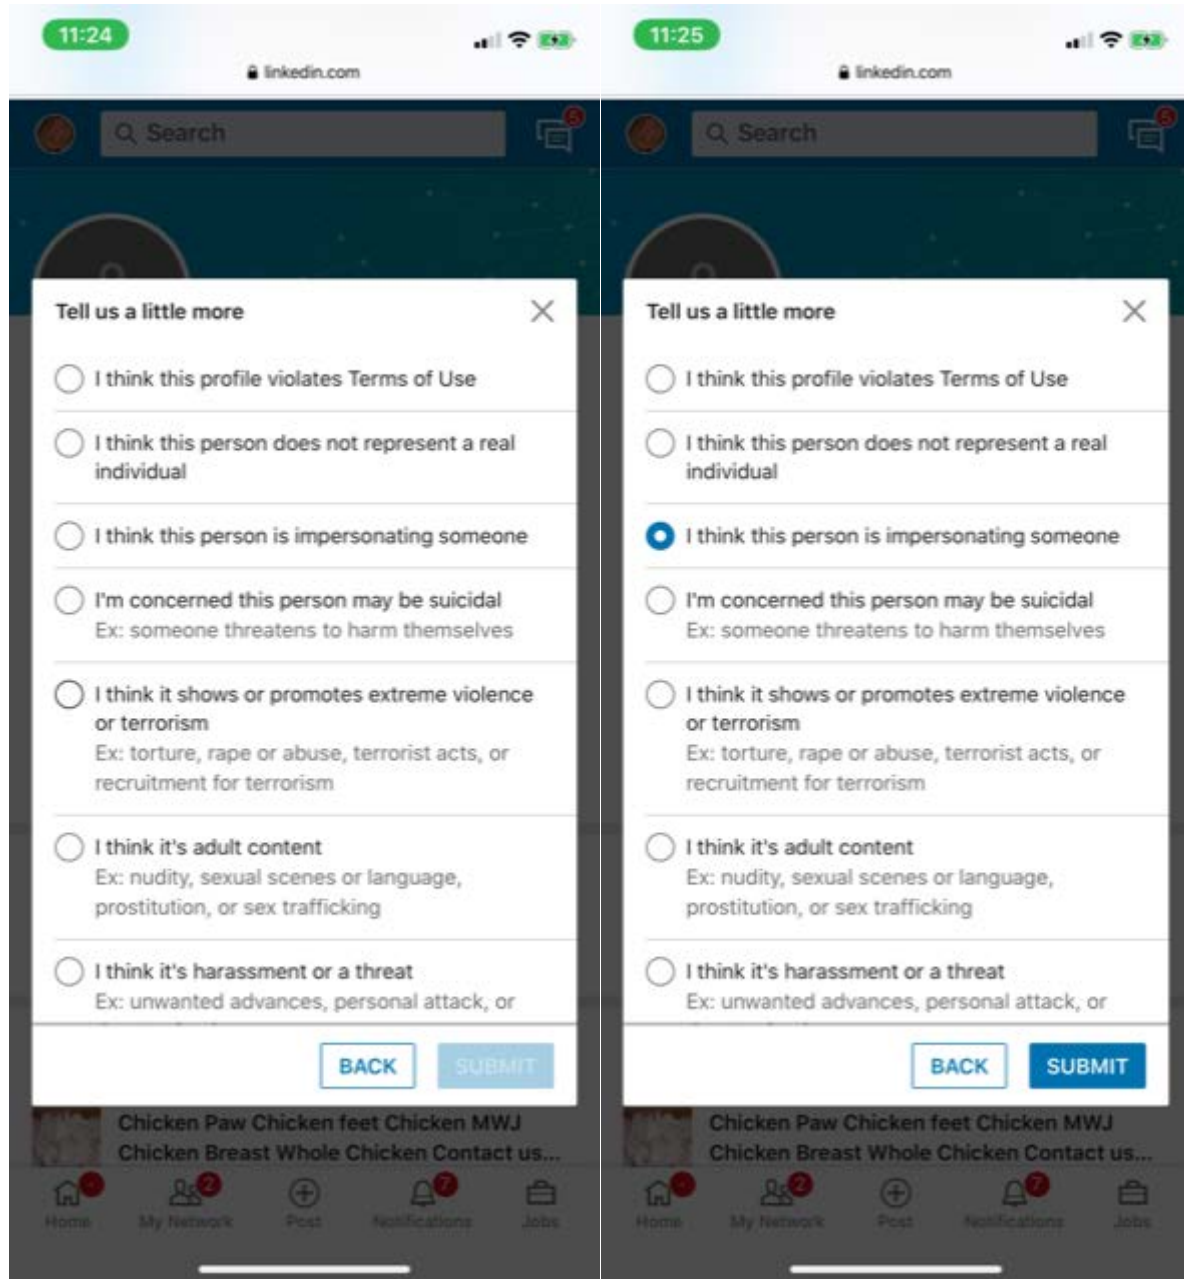 11:24
linkedin.com
Search
5
Tell us a little more
I think this profile violates Terms of Use
I think this person does not represent a real
individual
I think this person is impersonating someone
I'm concerned this person may be suicidal
Ex: someone threatens to harm themselves
I think it shows or promotes extreme violence
or terrorism
Ex: torture, rape or abuse, terrorist acts, or
recruitment for terrorism
I think it's adult content
Ex: nudity, sexual scenes or language,
prostitution, or sex trafficking
I think it's harassment or a threat
Ex: unwanted advances, personal attack, or
BACK
SUBMIT
Chicken Paw Chicken feet Chicken MWJ
Chicken Breast Whole Chicken Contact us...
2
7
Home
My Network
Post
Notifications
Jobs
11:25
linkedin.com
Search
5
Tell us a little more
I think this profile violates Terms of Use
I think this person does not represent a real
individual
I think this person is impersonating someone
I'm concerned this person may be suicidal
Ex: someone threatens to harm themselves
I think it shows or promotes extreme violence
or terrorism
Ex: torture, rape or abuse, terrorist acts, or
recruitment for terrorism
I think it's adult content
Ex: nudity, sexual scenes or language,
prostitution, or sex trafficking
I think it's harassment or a threat
Ex: unwanted advances, personal attack, or
BACK
SUBMIT
Chicken Paw Chicken feet Chicken MWJ
Chicken Breast Whole Chicken Contact us...
2
7
Home
My Network
Post
Notifications
Jobs